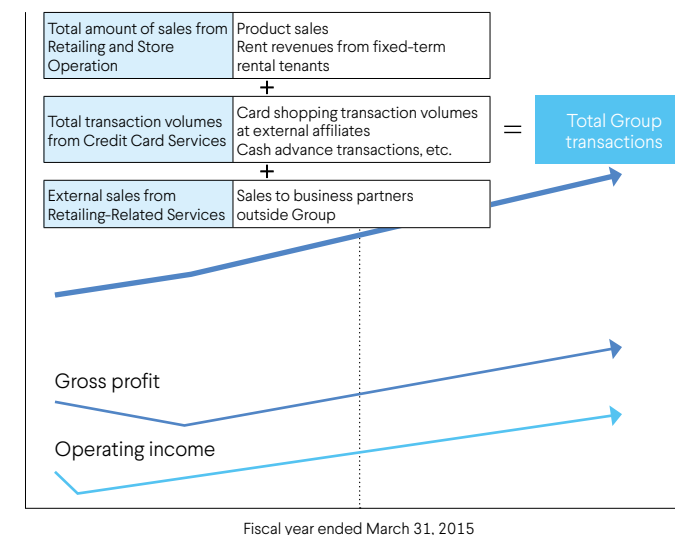 Total amount of sales from
Retailing and Store
Operation
Product sales
Rent revenues from fixed-term
rental tenants
+
Total transaction volumes
from Credit Card Services
Card shopping transaction volumes
at external affiliates
Cash advance transactions, etc.
=
Total Group
transactions
+
External sales from
Retailing-Related Services
Sales to business partners
outside Group
Gross profit
Operating income
Fiscal year ended March 31, 2015